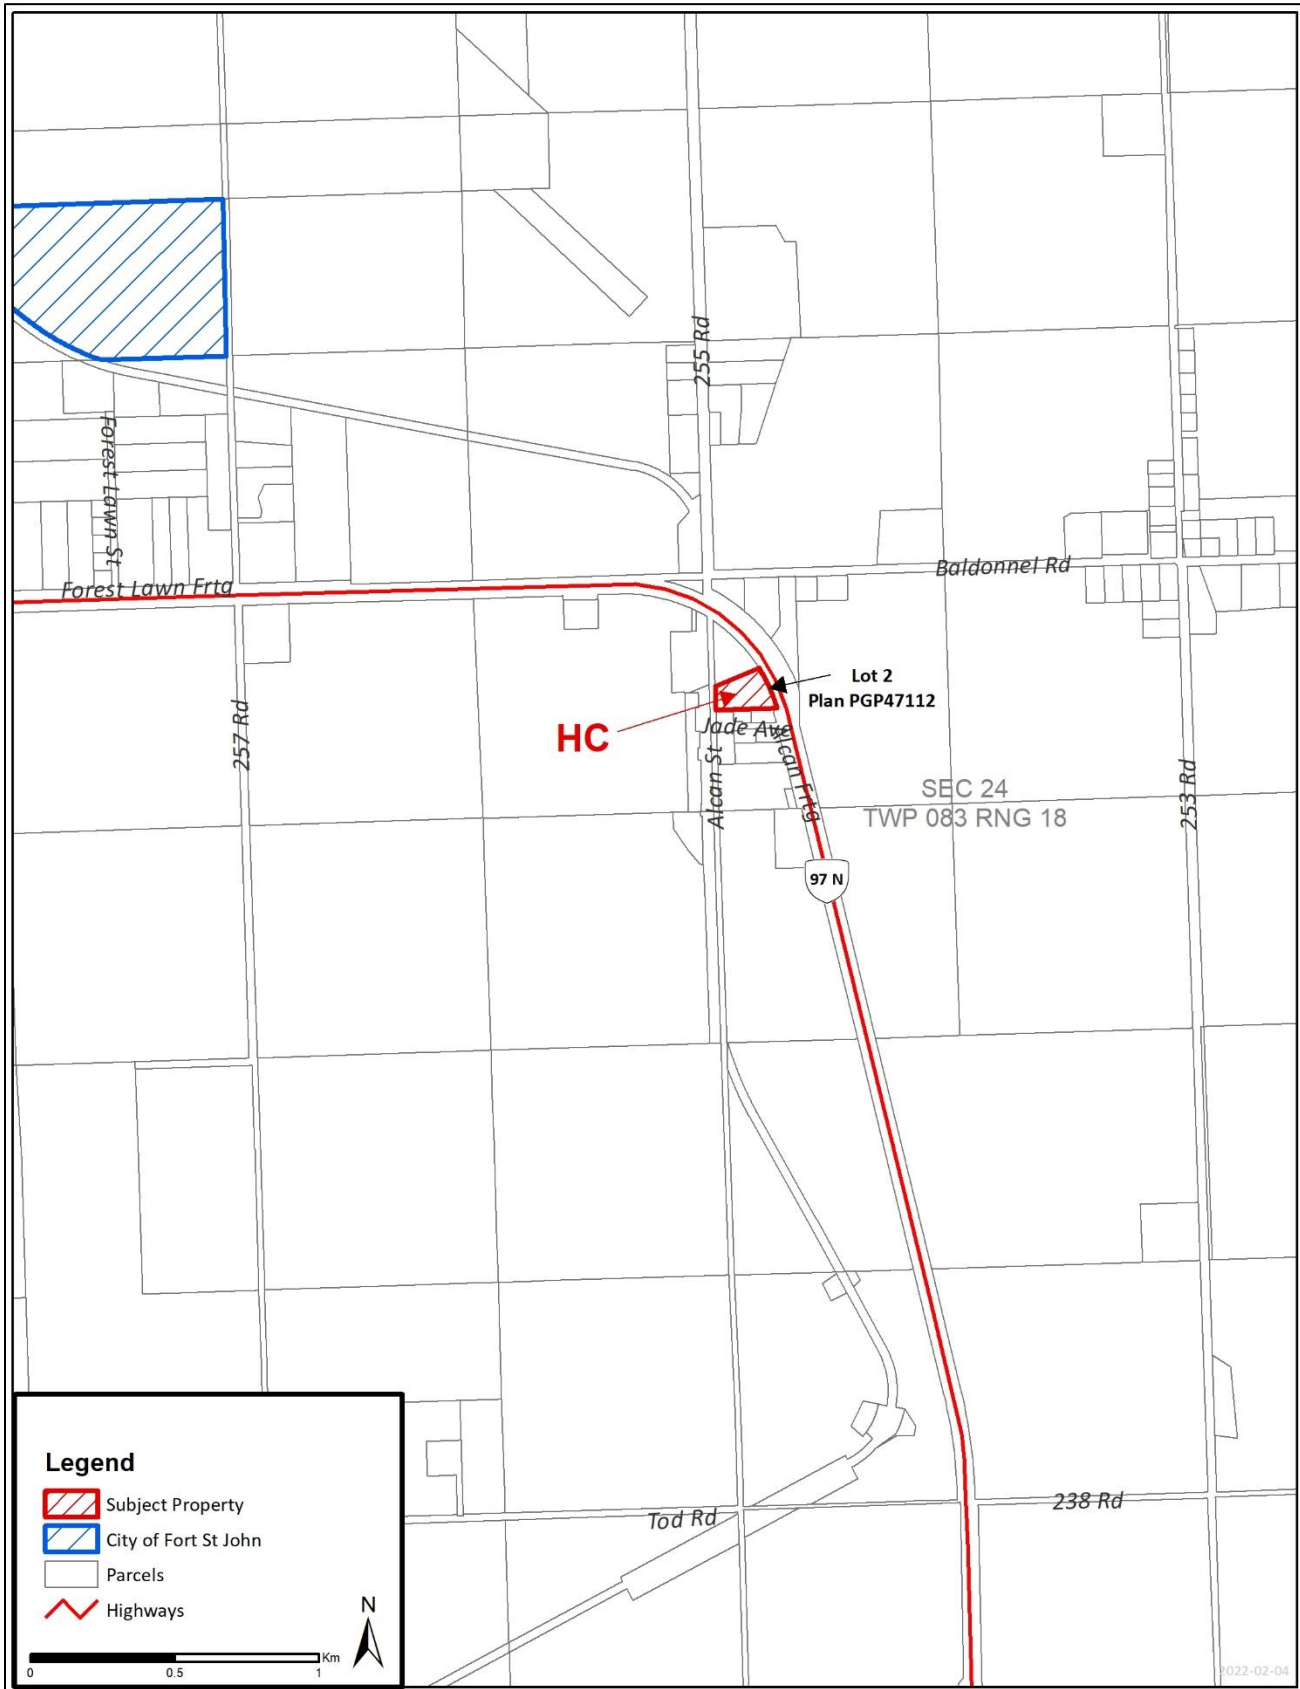 255 Rd
Forest Lawn St
Forest Lawn Frtg
Baldonnel Rd
Lot 2
Plan PGP47112
HC
Jade Ave
257 Rd
Alcan St
Alcan Frtg
SEC 24
TWP 083 RNG 18
253 Rd
97 N
238 Rd
Tod Rd
Legend
Subject Property
City of Fort St John
Parcels
Highways
N
Km
0 0.5 1
2022-02-04